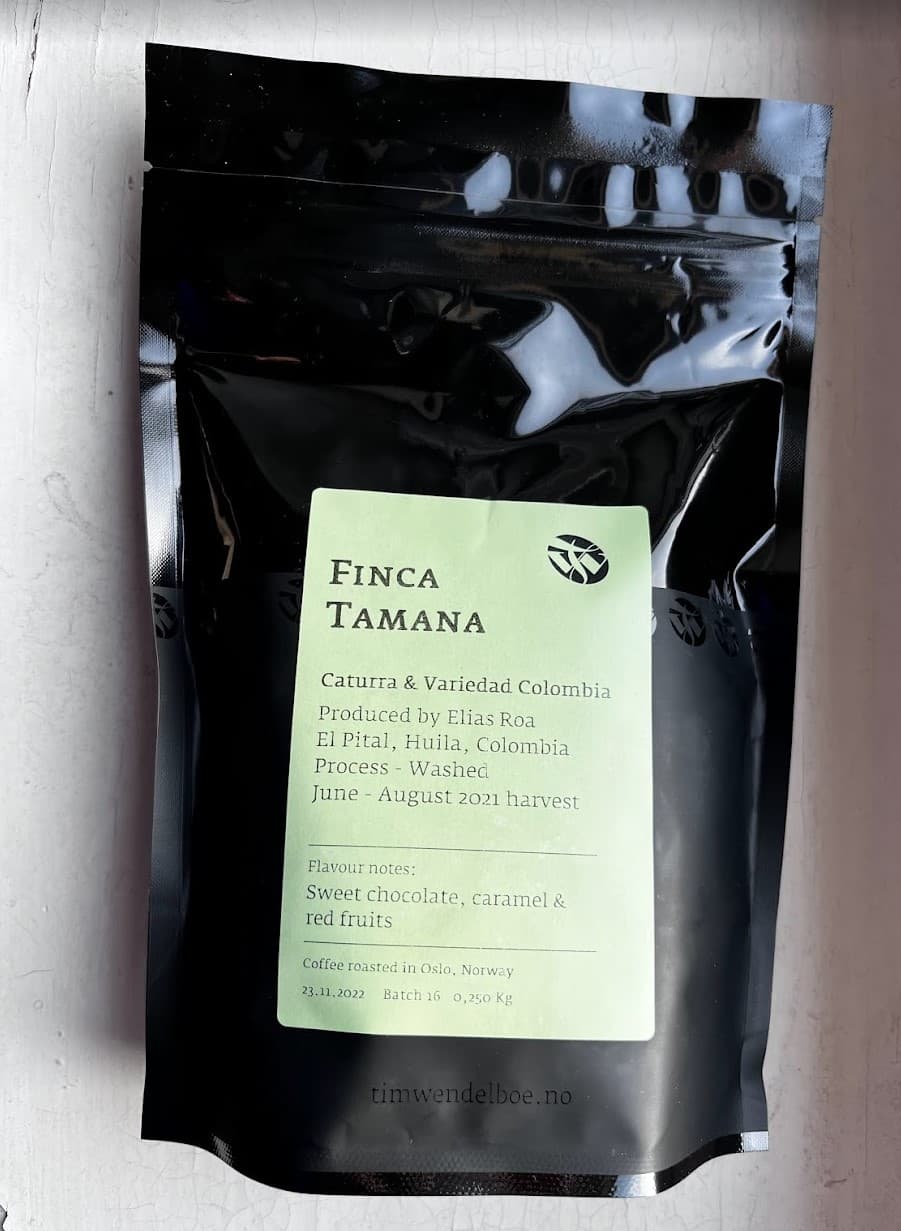 FINCA
TAMANA
Caturra & Variedad Colombia
Produced by Elias Roa
El Pital, Huila, Colombia
Process - Washed
June - August 2021 harvest
Flavour notes:
Sweet chocolate, caramel &
red fruits
Coffee roasted in Oslo, Norway
23.11.2022 Batch 16 0,250 Kg
timwendelboe.no